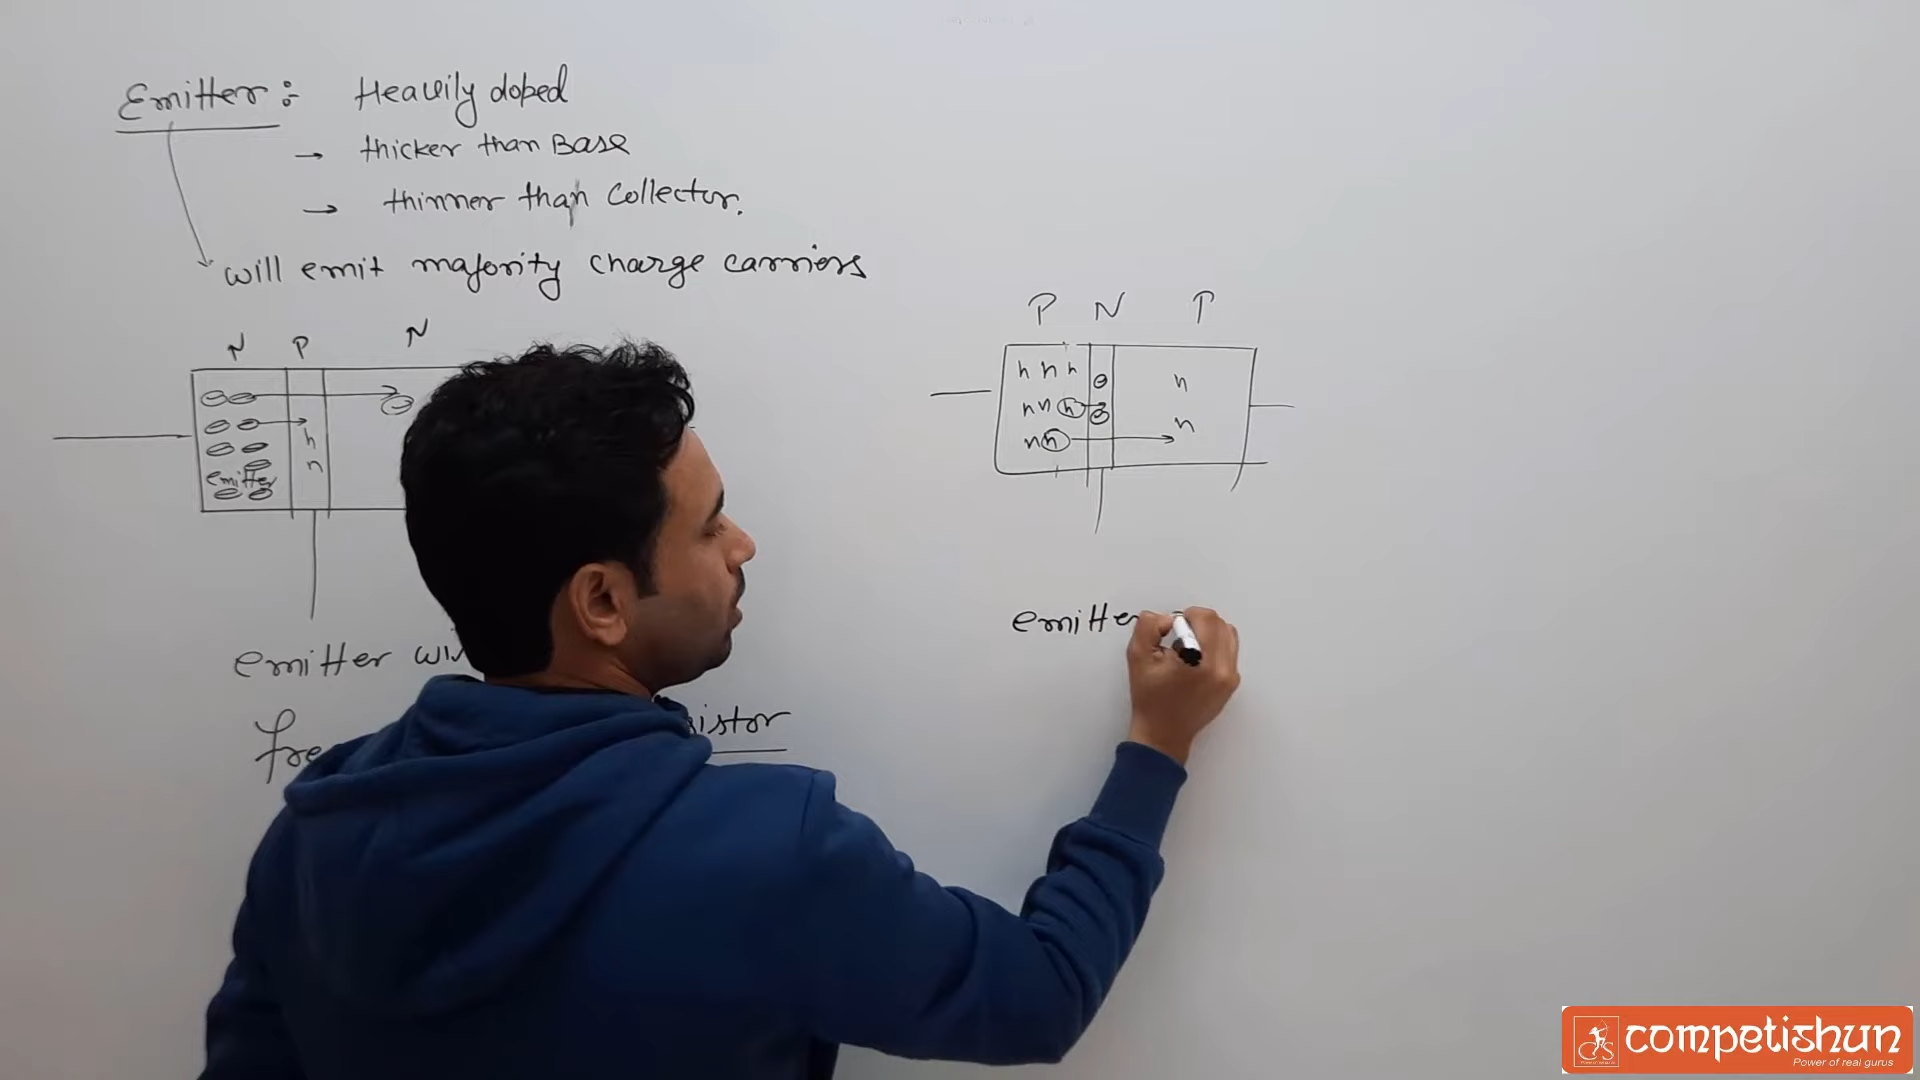 Emitter :- Heavily doped
→ thicker than Base
→ thinner than Collector.
will emit majority charge carriers
N P N
h
emitter
h
P N P
h h h
h h h
h h
h
h
emitter
emitter
istor
competishun
Power of real gurus